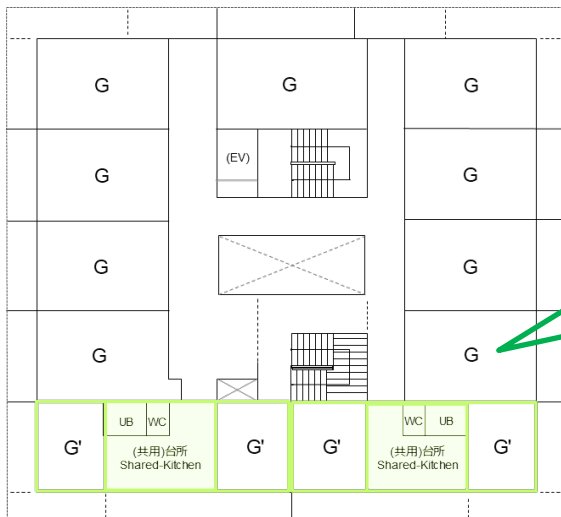 G
G
G
(EV)
G
G
G
G
G
G
UB
WC
WC
UB
G'
(共用)台所
Shared-Kitchen
G'
G'
(共用)台所
Shared-Kitchen
G'